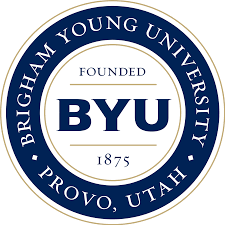 BRIGHAM YOUNG UNIVERSITY
FOUNDED
BYU
1875
PROVO, UTAH